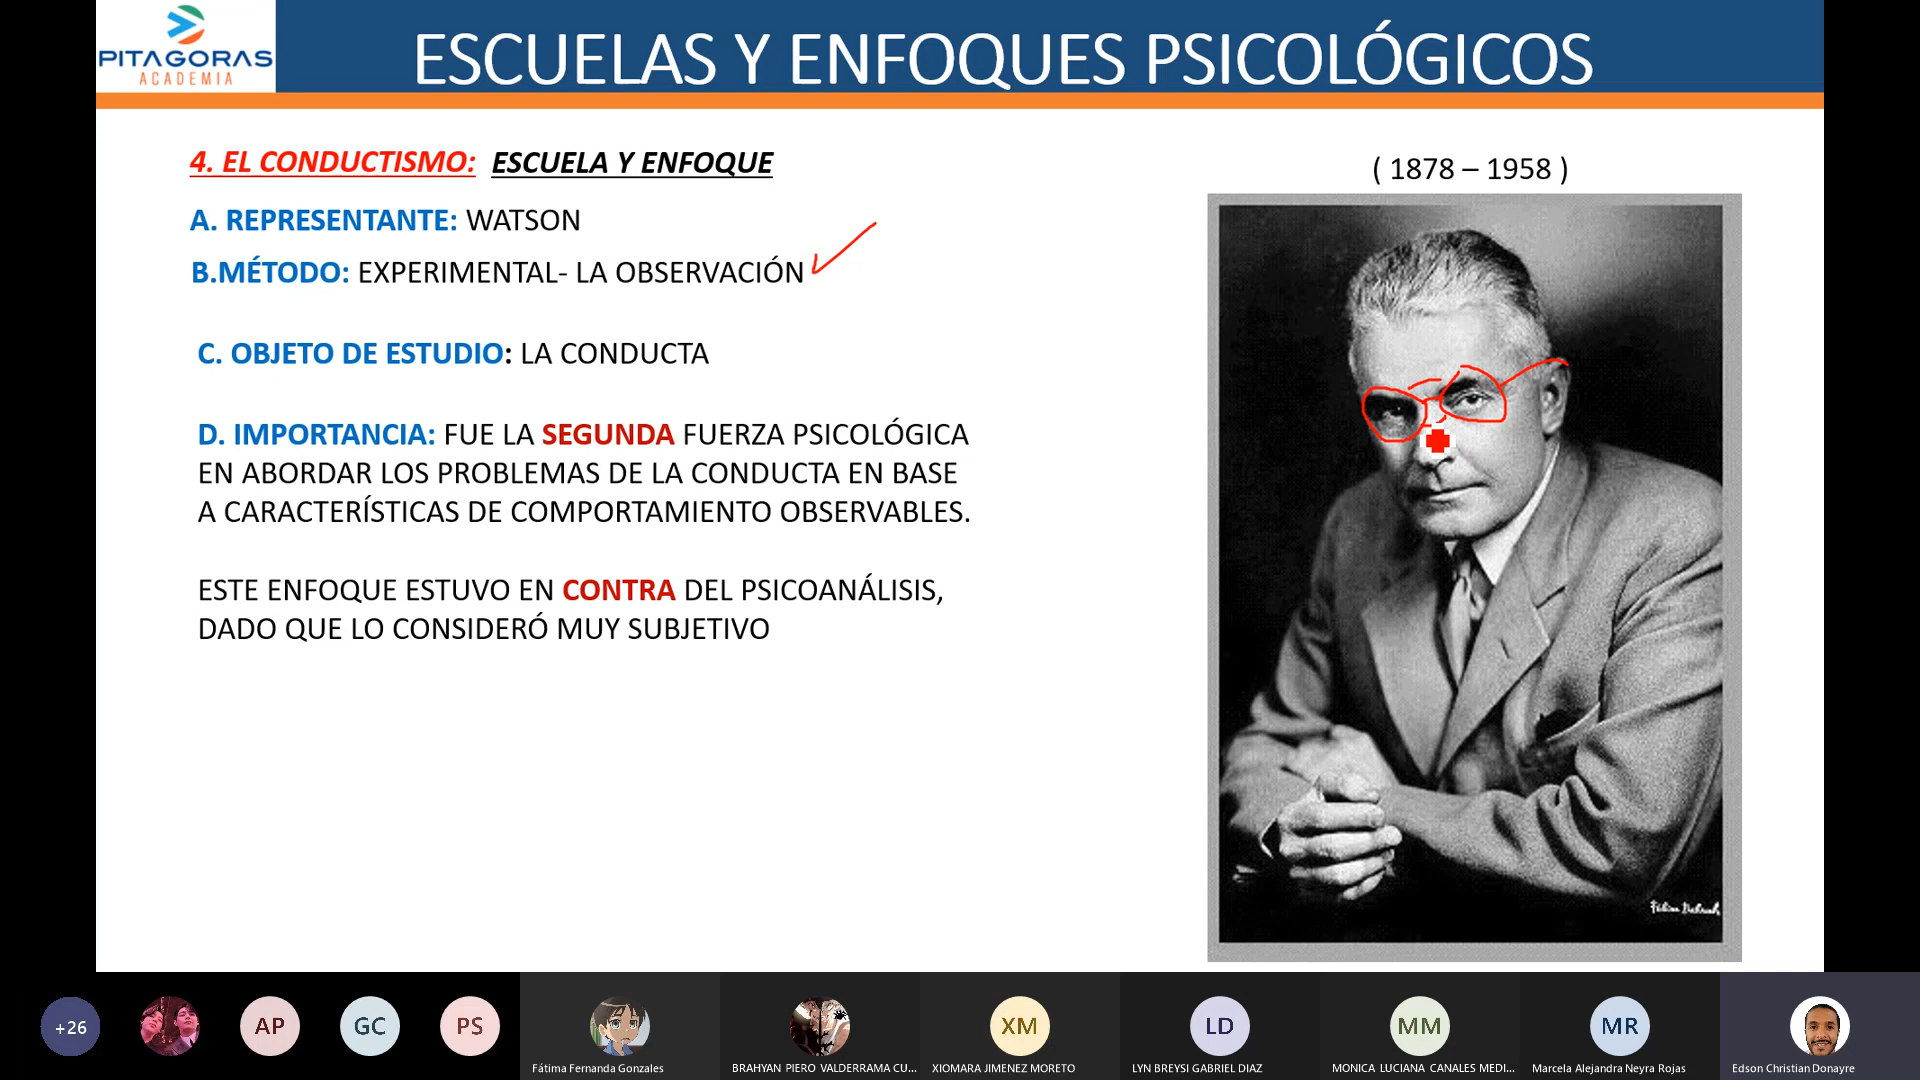 PITAGORAS
ACADEMIA
ESCUELAS Y ENFOQUES PSICOLÓGICOS
4. EL CONDUCTISMO: ESCUELA Y ENFOQUE
( 1878 – 1958 )
A. REPRESENTANTE: WATSON
B.MÉTODO: EXPERIMENTAL- LA OBSERVACIÓN
C. OBJETO DE ESTUDIO: LA CONDUCTA
D. IMPORTANCIA: FUE LA SEGUNDA FUERZA PSICOLÓGICA
EN ABORDAR LOS PROBLEMAS DE LA CONDUCTA EN BASE
A CARACTERÍSTICAS DE COMPORTAMIENTO OBSERVABLES.
ESTE ENFOQUE ESTUVO EN CONTRA DEL PSICOANÁLISIS,
DADO QUE LO CONSIDERÓ MUY SUBJETIVO
+26
AP
GC
PS
XM
LD
MM
MR
Fátima Fernanda Gonzales
BRAHYAN PIERO VALDERRAMA CU...
XIOMARA JIMENEZ MORETO
LYN BREYSI GABRIEL DIAZ
MONICA LUCIANA CANALES MEDI...
Marcela Alejandra Neyra Rojas
Edson Christian Donayre